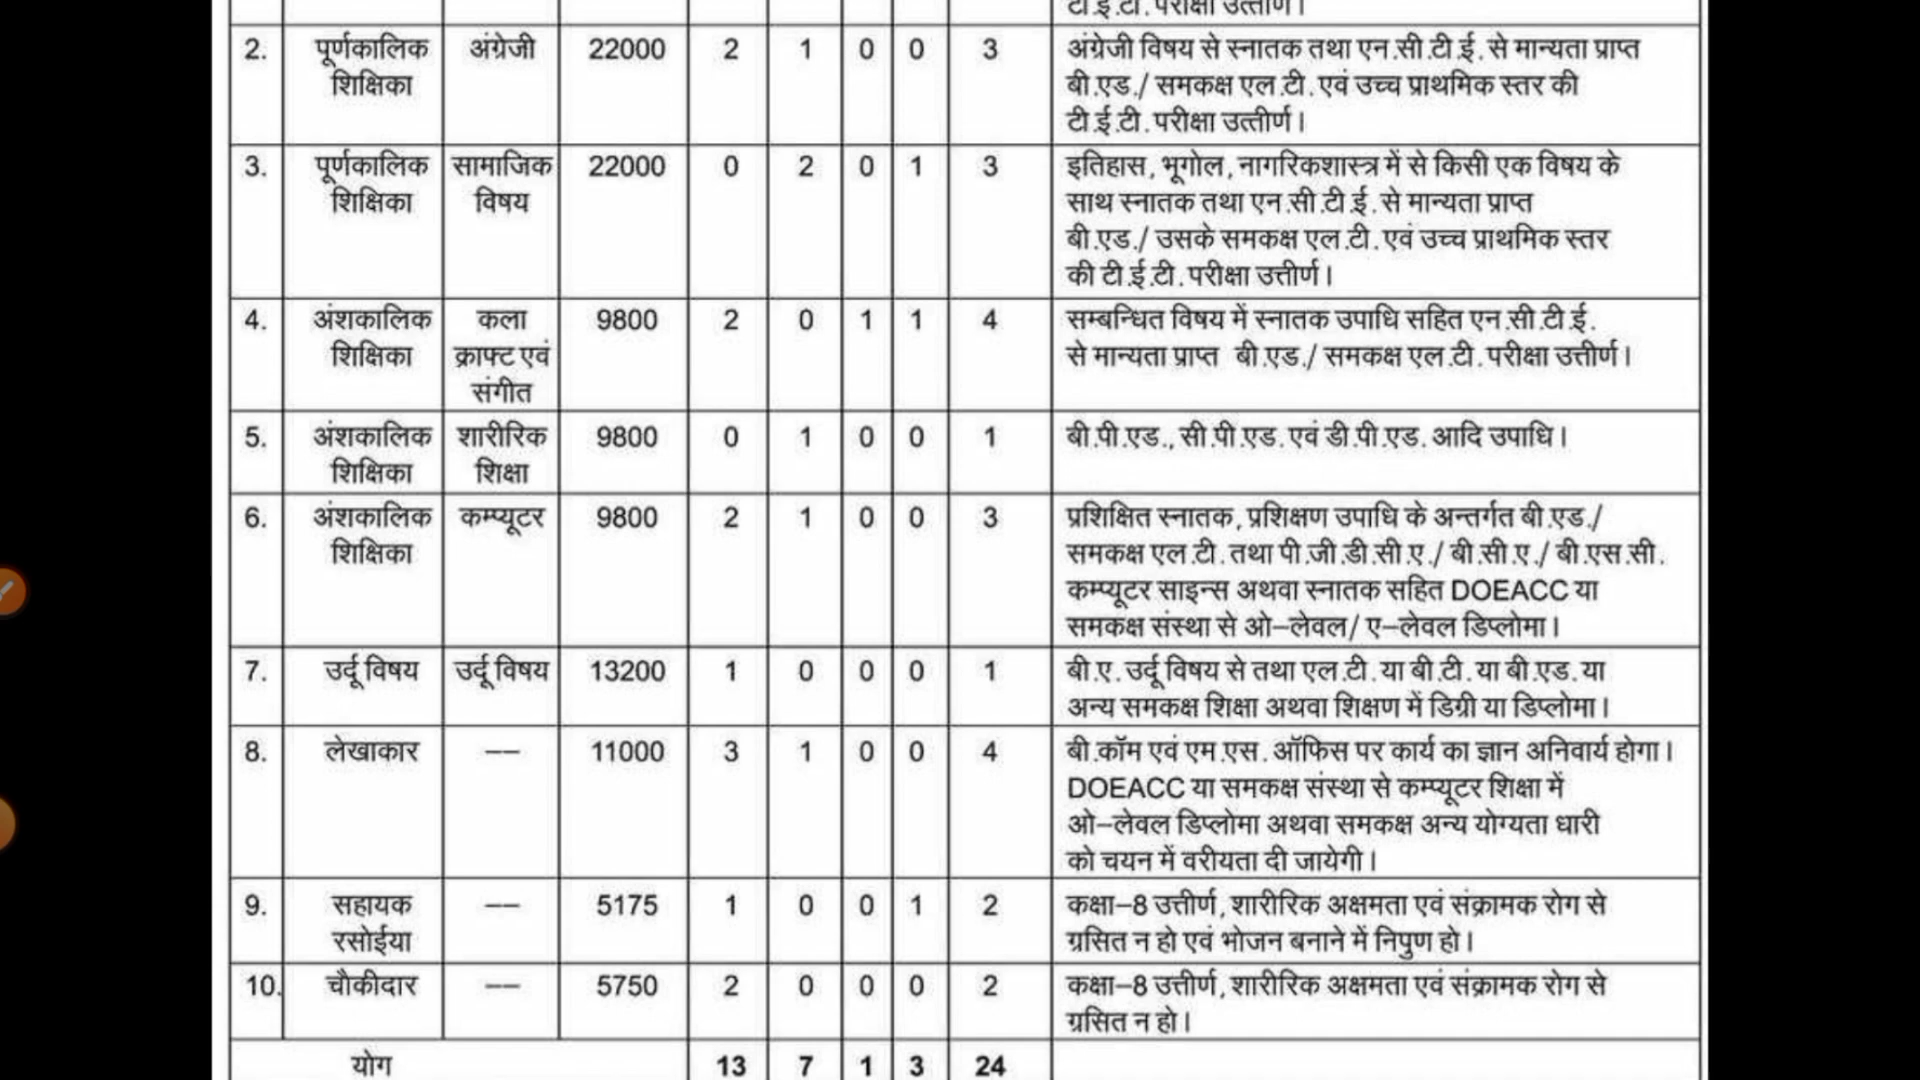 टी.ई.टी. परीक्षा उत्तीर्ण।
2. पूर्णकालिक अंग्रेजी 22000 2 1 0 0 3 अंग्रेजी विषय से स्नातक तथा एन.सी.टी.ई. से मान्यता प्राप्त
शिक्षिका बी.एड./ समकक्ष एल.टी. एवं उच्च प्राथमिक स्तर की
टी.ई.टी. परीक्षा उत्तीर्ण।
3. पूर्णकालिक सामाजिक 22000 0 2 0 1 3 इतिहास, भूगोल, नागरिकशास्त्र में से किसी एक विषय के
शिक्षिका विषय साथ स्नातक तथा एन.सी.टी.ई. से मान्यता प्राप्त
बी.एड./ उसके समकक्ष एल.टी. एवं उच्च प्राथमिक स्तर
की टी.ई.टी. परीक्षा उत्तीर्ण।
4. अंशकालिक कला 9800 2 0 1 1 4 सम्बन्धित विषय में स्नातक उपाधि सहित एन.सी.टी.ई.
शिक्षिका क्राफ्ट एवं से मान्यता प्राप्त बी.एड./ समकक्ष एल.टी. परीक्षा उत्तीर्ण।
संगीत
5. अंशकालिक शारीरिक 9800 0 1 0 0 1 बी.पी.एड., सी.पी.एड. एवं डी.पी.एड. आदि उपाधि।
शिक्षिका शिक्षा
6. अंशकालिक कम्प्यूटर 9800 2 1 0 0 3 प्रशिक्षित स्नातक, प्रशिक्षण उपाधि के अन्तर्गत बी.एड./
शिक्षिका समकक्ष एल.टी. तथा पी.जी.डी.सी.ए./ बी.सी.ए./ बी.एस.सी.
कम्प्यूटर साइन्स अथवा स्नातक सहित DOEACC या
समकक्ष संस्था से ओ–लेवल/ ए–लेवल डिप्लोमा।
7. उर्दू विषय उर्दू विषय 13200 1 0 0 0 1 बी.ए. उर्दू विषय से तथा एल.टी. या बी.टी. या बी.एड. या
अन्य समकक्ष शिक्षा अथवा शिक्षण में डिग्री या डिप्लोमा।
8. लेखाकार –– 11000 3 1 0 0 4 बी.कॉम एवं एम.एस. ऑफिस पर कार्य का ज्ञान अनिवार्य होगा।
DOEACC या समकक्ष संस्था से कम्प्यूटर शिक्षा में
ओ–लेवल डिप्लोमा अथवा समकक्ष अन्य योग्यता धारी
को चयन में वरीयता दी जायेगी।
9. सहायक –– 5175 1 0 0 1 2 कक्षा–8 उत्तीर्ण, शारीरिक अक्षमता एवं संक्रामक रोग से
रसोईया ग्रसित न हो एवं भोजन बनाने में निपुण हो।
10. चौकीदार –– 5750 2 0 0 0 2 कक्षा–8 उत्तीर्ण, शारीरिक अक्षमता एवं संक्रामक रोग से
ग्रसित न हो।
योग 13 7 1 3 24